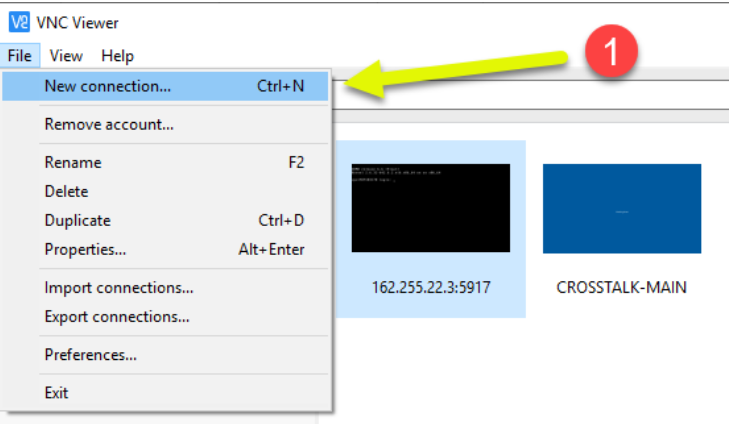 V2 VNC Viewer
File View Help
New connection... Ctrl+N
1
Remove account...
Rename F2
Delete
Duplicate Ctrl+D
Properties... Alt+Enter
Import connections...
Export connections...
Preferences...
Exit
162.255.22.3:5917
CROSSTALK-MAIN